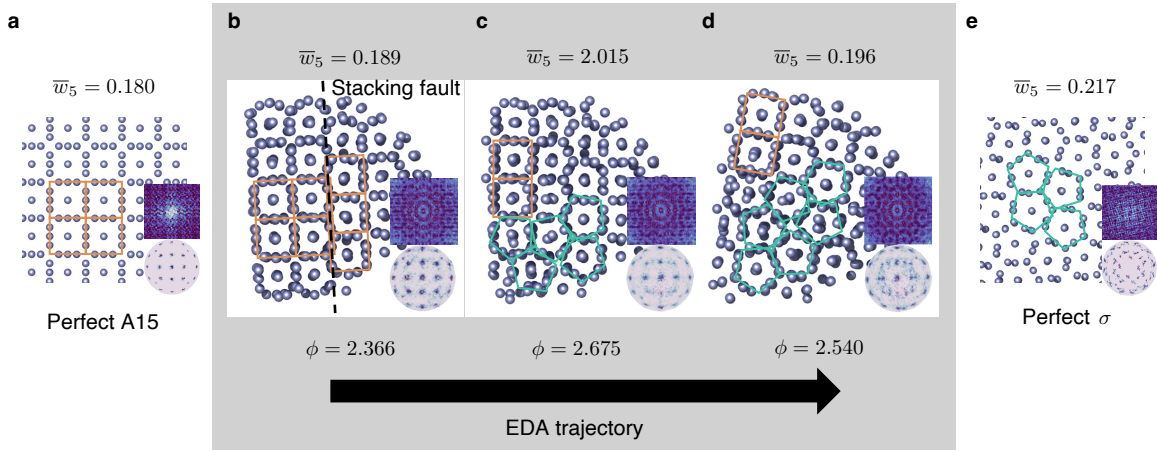 a
b
c
d
e
w̅₅ = 0.180
w̅₅ = 0.189
w̅₅ = 2.015
w̅₅ = 0.196
w̅₅ = 0.217
Stacking fault
Perfect A15
Perfect σ
ϕ = 2.366
ϕ = 2.675
ϕ = 2.540
EDA trajectory